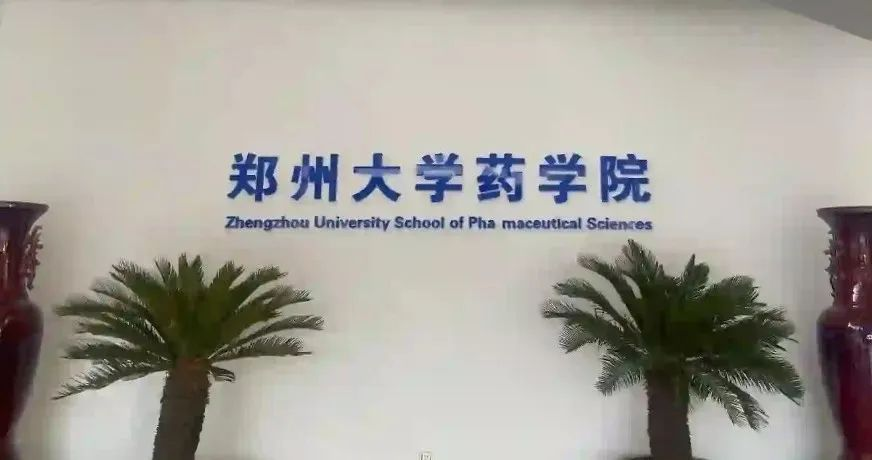 郑州大学药学院
Zhengzhou University School of Pha maceutical Sciences